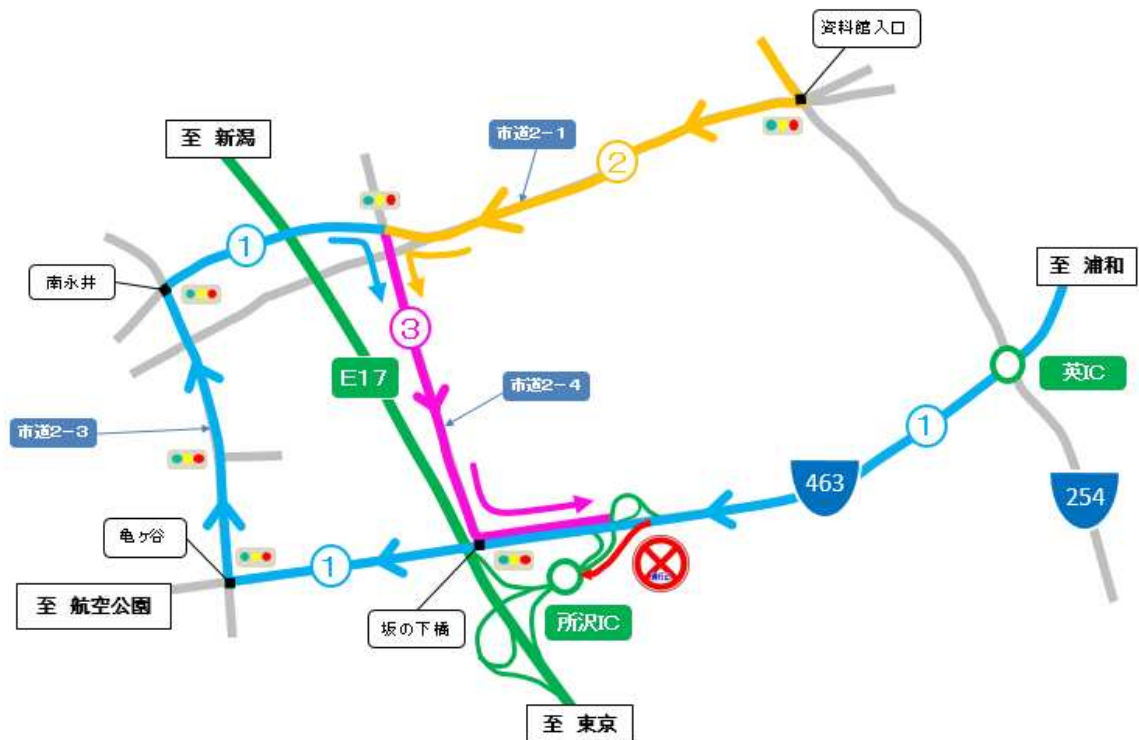 資料館入口
至 新潟
市道2-1
②
①
至 浦和
南永井
③
E17
英IC
市道2-4
市道2-3
①
463
254
亀ヶ谷
①
至 航空公園
坂の下橋
所沢IC
至 東京